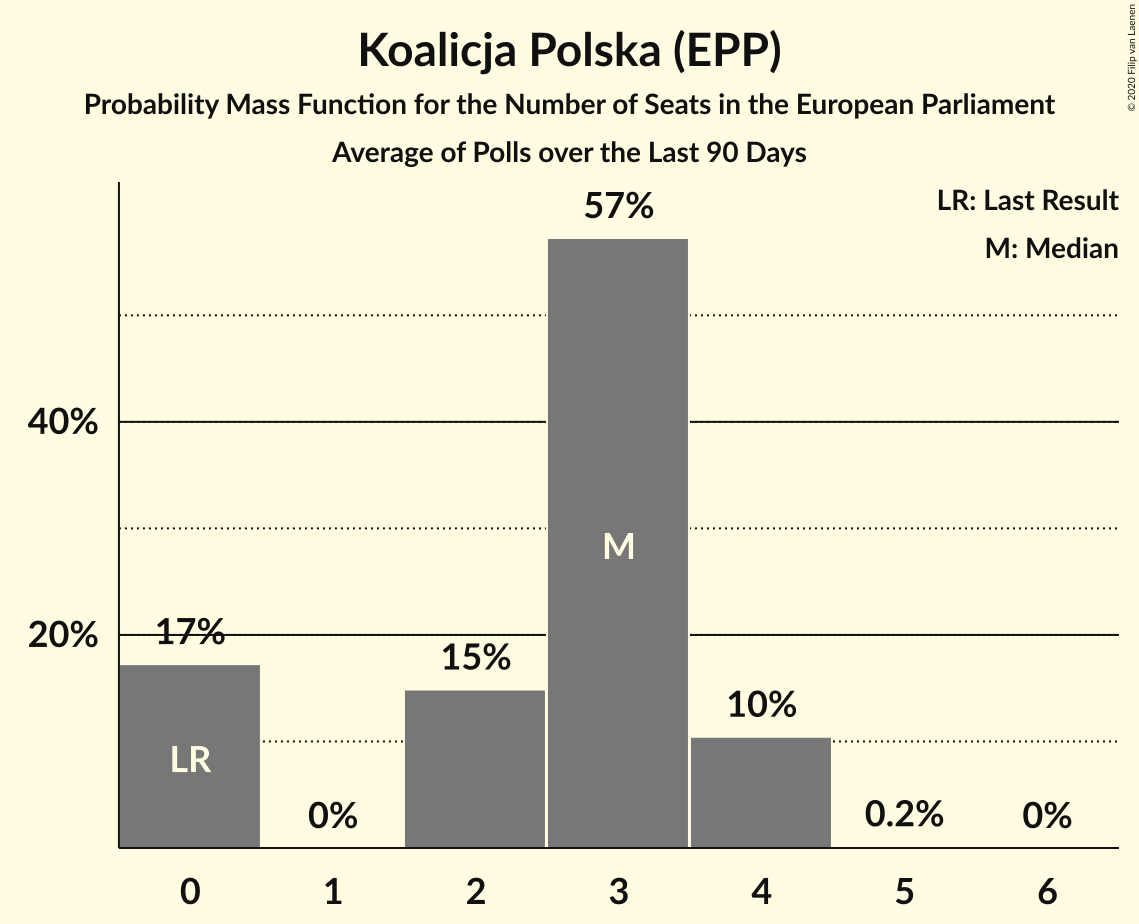 Koalicja Polska (EPP)
Probability Mass Function for the Number of Seats in the European Parliament
Average of Polls over the Last 90 Days
© 2020 Filip van Laenen
LR: Last Result
M: Median
57%
40%
M
20%
17%
15%
10%
LR
0%
0.2%
0%
0 1 2 3 4 5 6